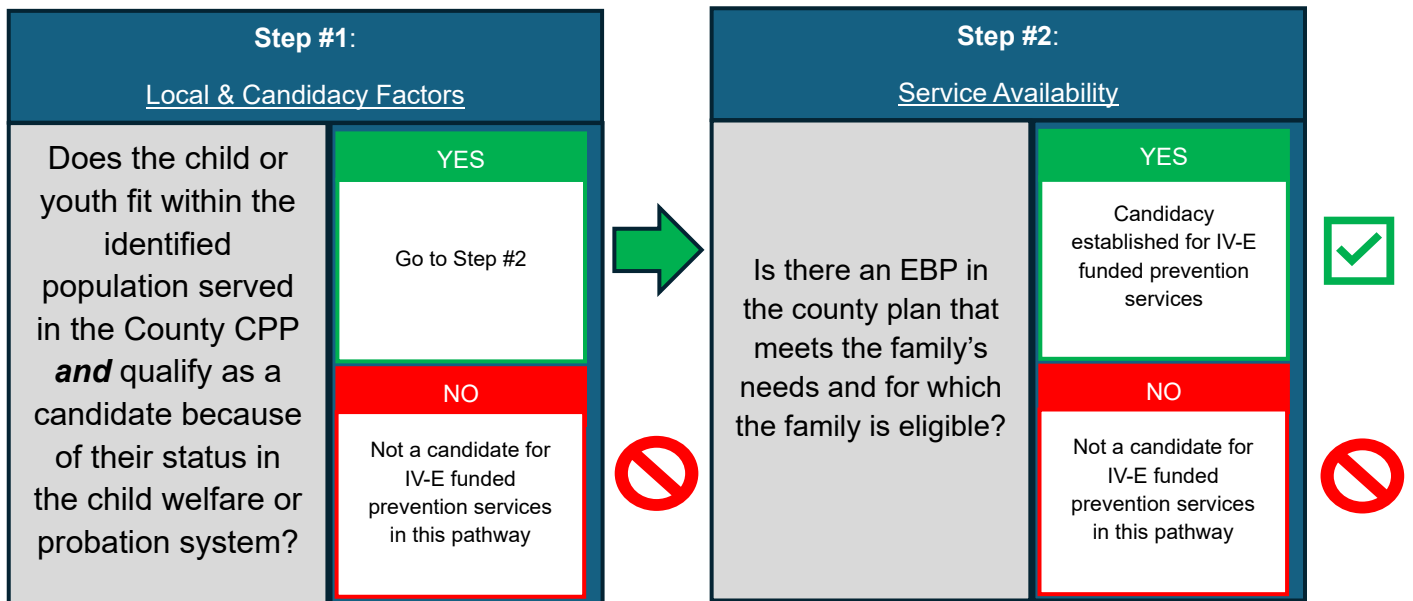 Step #1:
Local & Candidacy Factors
Does the child or
youth fit within the
identified
population served
in the County CPP
and qualify as a
candidate because
of their status in
the child welfare or
probation system?
YES
Go to Step #2
NO
Not a candidate for
IV-E funded
prevention services
in this pathway
Step #2:
Service Availability
Is there an EBP in
the county plan that
meets the family’s
needs and for which
the family is eligible?
YES
Candidacy
established for IV-E
funded prevention
services
NO
Not a candidate for
IV-E funded
prevention services
in this pathway